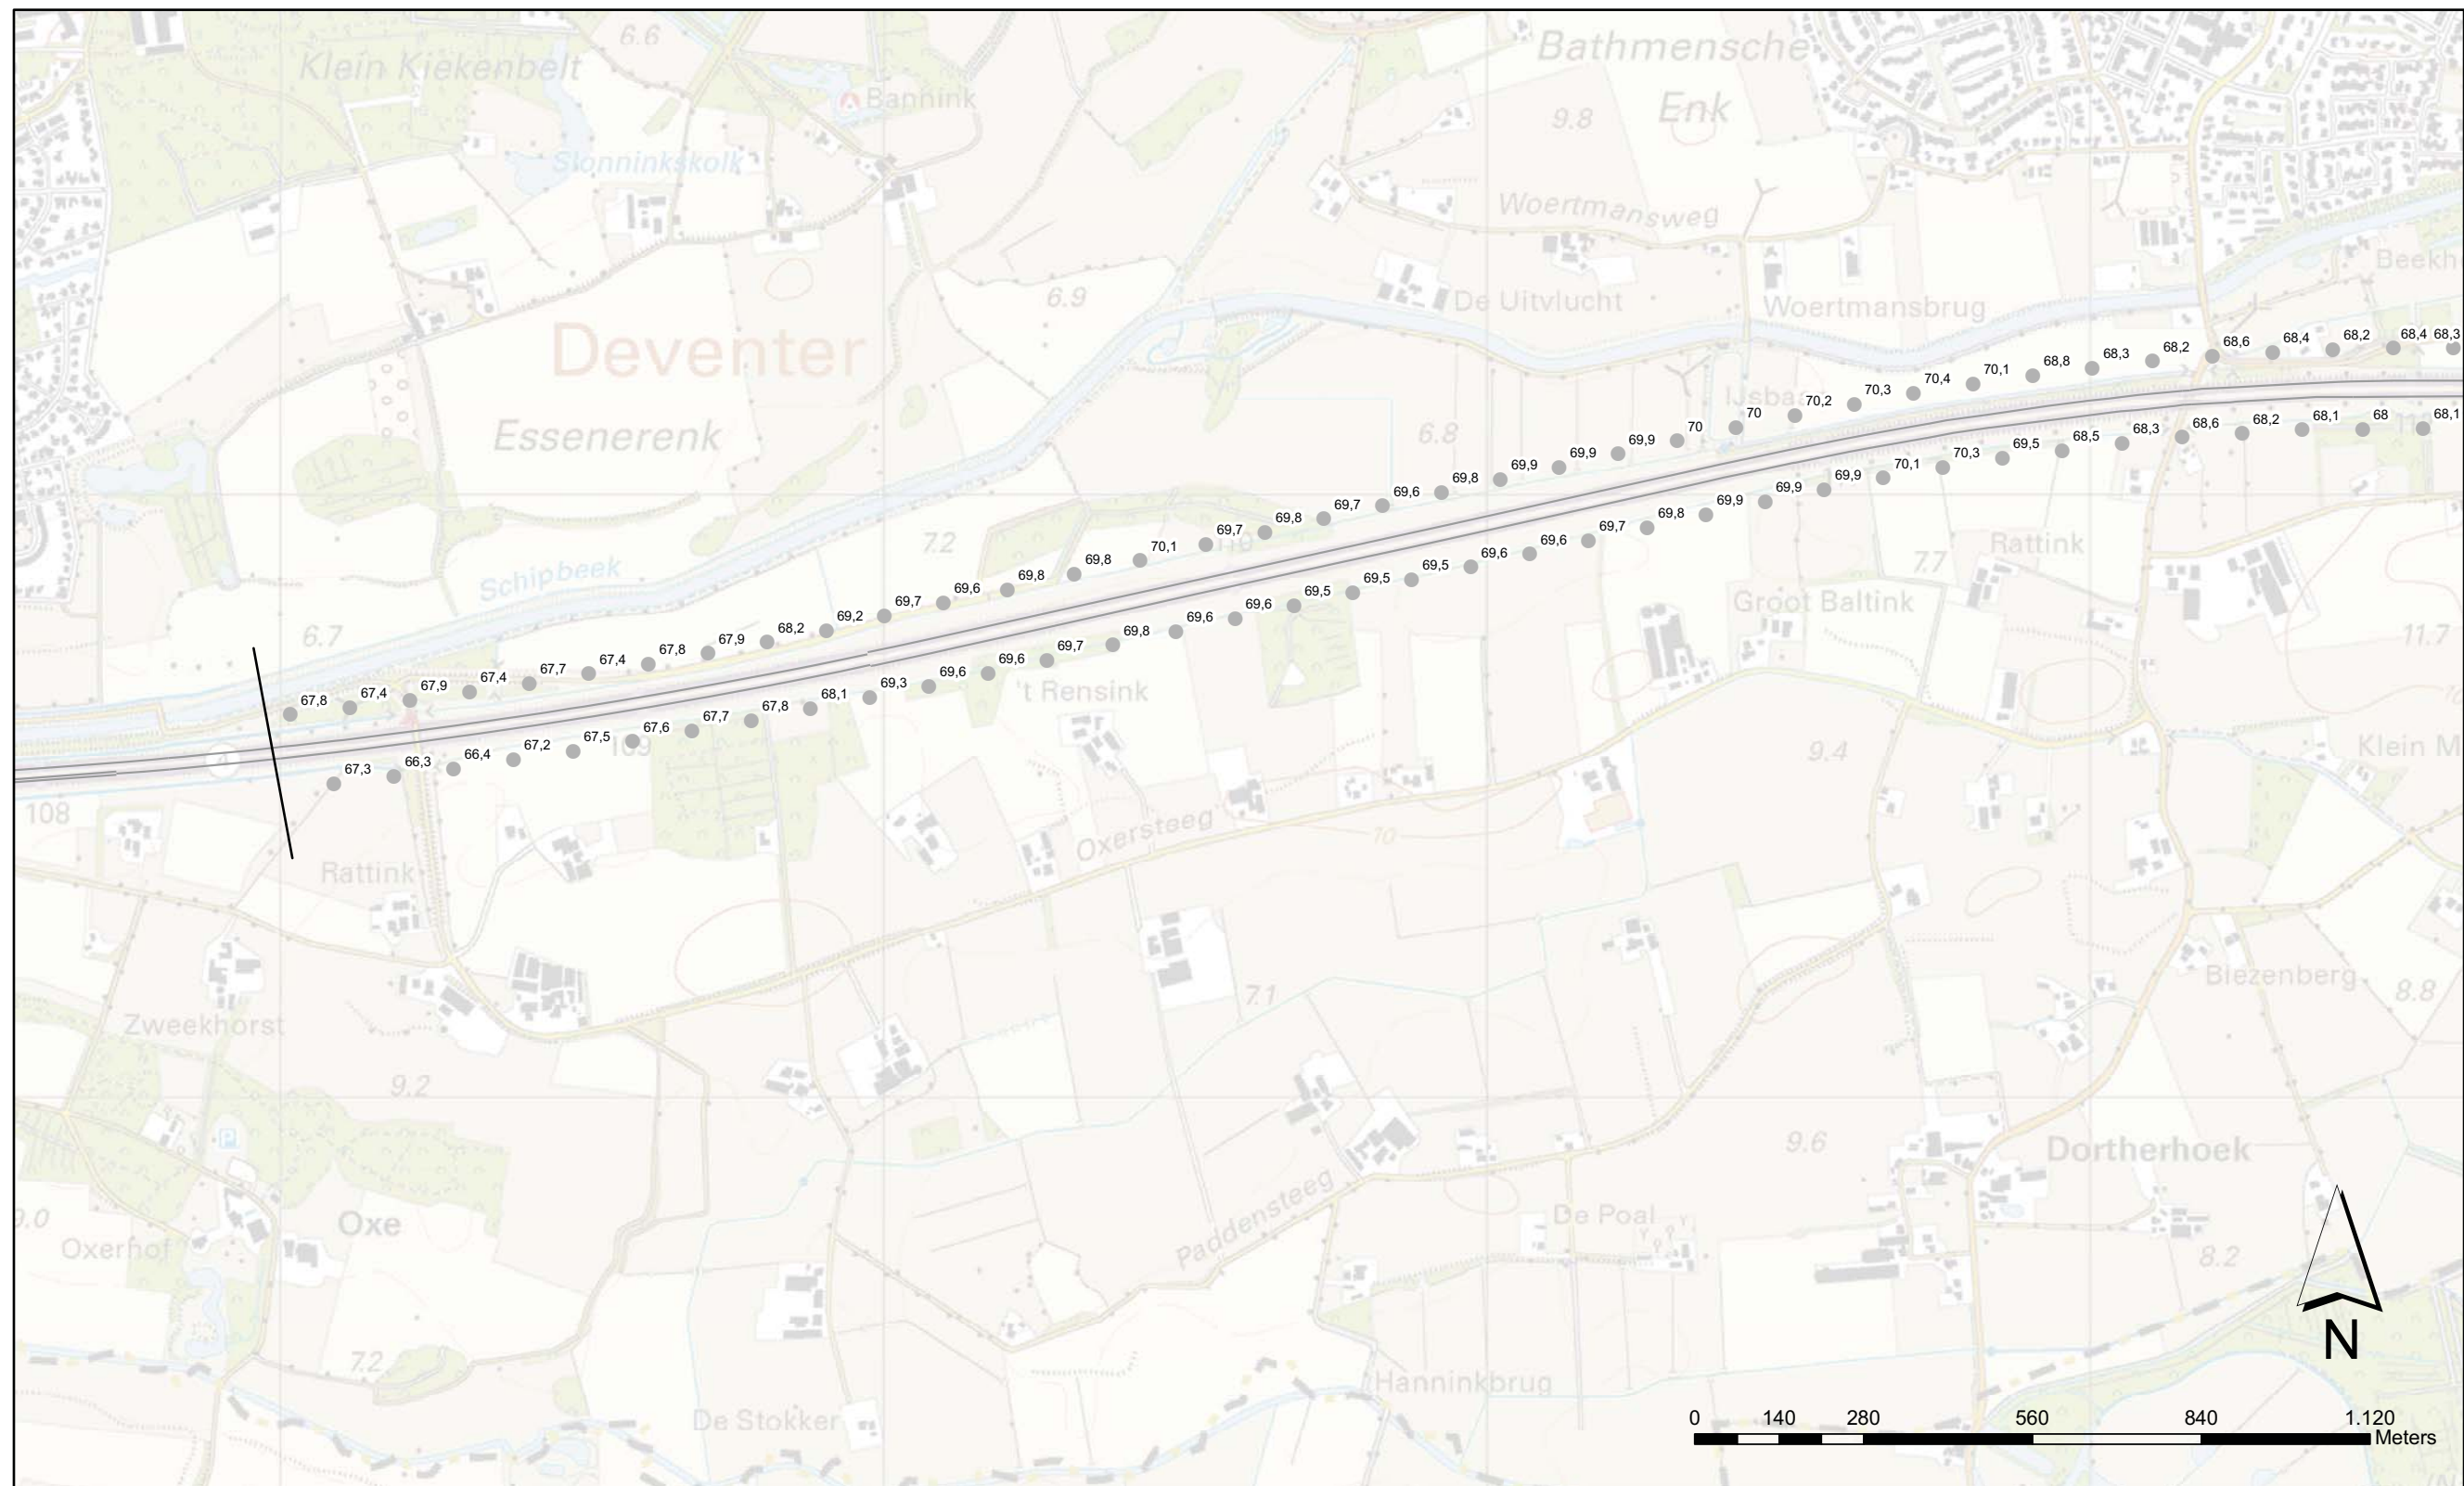 6.6
Klein Kiekenbelt
Bathmensche
Bannink
Enk
9.8
Slonninkskolk
Woertmansweg
6.9
De Uitvlucht
Woertmansbrug
Deventer
68,6 68,4 68,2 68,4 68,3
70,3 70,4 70,1 68,8 68,3 68,2
70 70 70,2
69,7 69,6 69,8 69,9 69,9 69,9
Essenerenk
6.8
68,6 68,2 68,1 68 68,1
69,9 69,9 70,1 70,3 69,5 68,5 68,3
69,6 69,6 69,7 69,8 69,9
7.2
69,8 70,1 69,7 69,8
7.7
Rattink
Schipbeek
69,2 69,7 69,6 69,8
69,6 69,6 69,5 69,5 69,5
Groot Baltink
6.7
11.7
67,8 67,4 67,9 67,4 67,7 67,4 67,8 67,9 68,2
68,1 69,3 69,6 69,6 69,7 69,8
't Rensink
67,3 66,3 66,4 67,2 67,5 67,6 67,7 67,8
109
9.4
Klein M
108
Oxersteeg
10
Rattink
Biezenberg
8.8
7.1
Zweekhorst
9.2
9.6
Dortherhoek
P
Oxe
De Poal
Oxerhof
Paddensteeg
8.2
N
7.2
Hanninkbrug
De Stokker
0 140 280 560 840 1.120
Meters